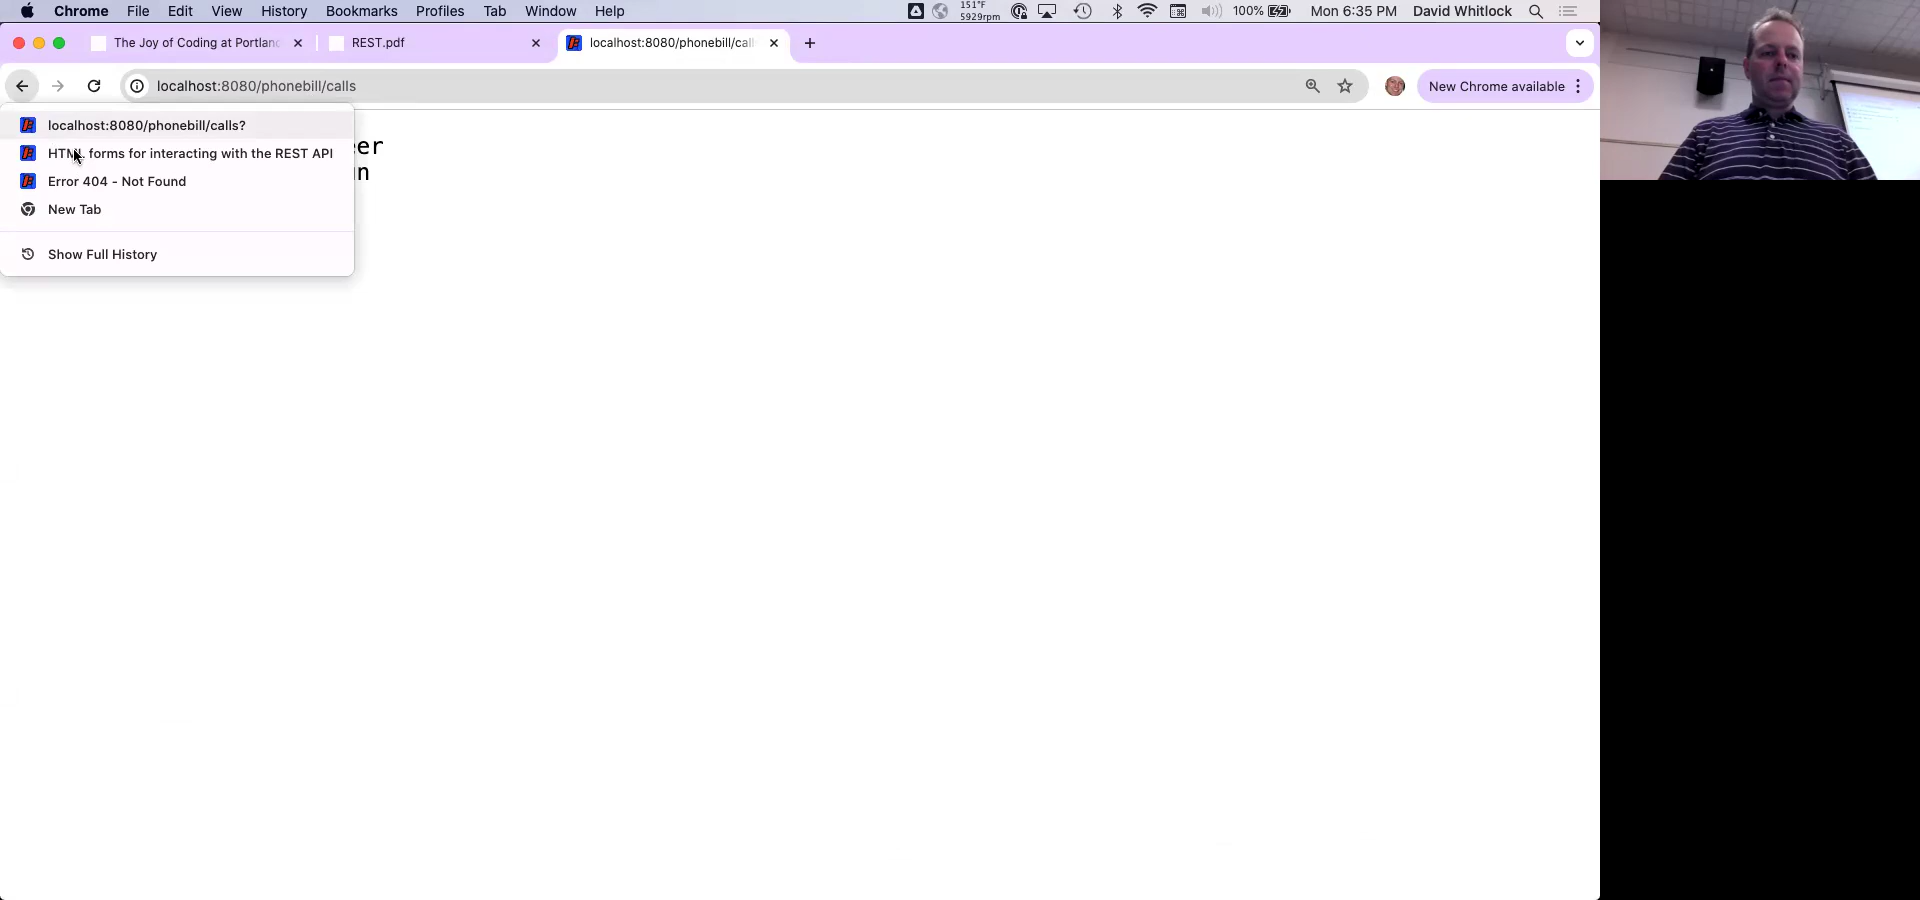 Chrome File Edit View History Bookmarks Profiles Tab Window Help 151°F 5929rpm 100% Mon 6:35 PM David Whitlock
The Joy of Coding at Portlan REST.pdf localhost:8080/phonebill/call
localhost:8080/phonebill/calls New Chrome available
localhost:8080/phonebill/calls?
HTML forms for interacting with the REST API
Error 404 - Not Found
New Tab
Show Full History